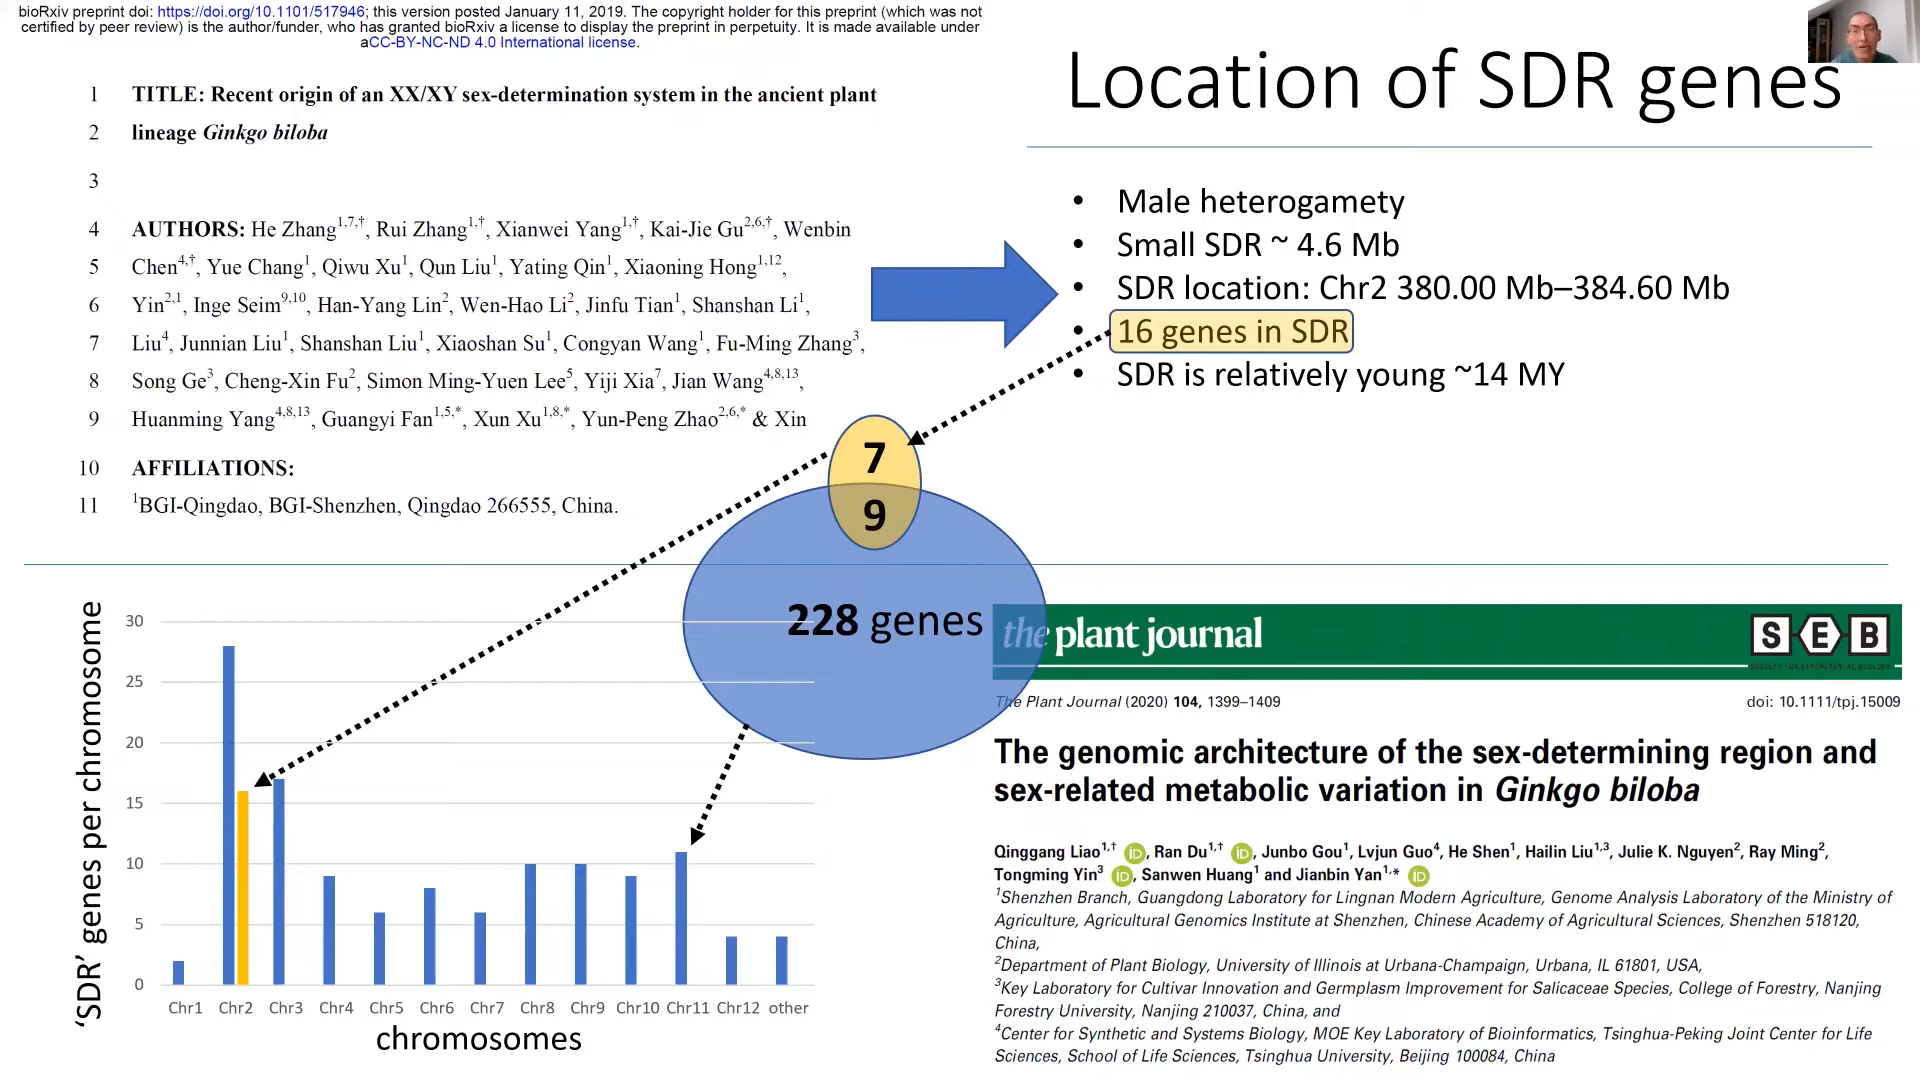 bioRxiv preprint doi: https://doi.org/10.1101/517946; this version posted January 11, 2019. The copyright holder for this preprint (which was not
certified by peer review) is the author/funder, who has granted bioRxiv a license to display the preprint in perpetuity. It is made available under
aCC-BY-NC-ND 4.0 International license.
Location of SDR genes
1 TITLE: Recent origin of an XX/XY sex-determination system in the ancient plant
2 lineage Ginkgo biloba
3
4 AUTHORS: He Zhang1,7,†, Rui Zhang1,†, Xianwei Yang1,†, Kai-Jie Gu2,6,†, Wenbin
5 Chen4,†, Yue Chang1, Qiwu Xu1, Qun Liu1, Yating Qin1, Xiaoning Hong1,12,
6 Yin2,1, Inge Seim9,10, Han-Yang Lin2, Wen-Hao Li2, Jinfu Tian1, Shanshan Li1,
7 Liu4, Junnian Liu1, Shanshan Liu1, Xiaoshan Su1, Congyan Wang1, Fu-Ming Zhang3,
8 Song Ge3, Cheng-Xin Fu2, Simon Ming-Yuen Lee5, Yiji Xia7, Jian Wang4,8,13,
9 Huanming Yang4,8,13, Guangyi Fan1,5,*, Xun Xu1,8,*, Yun-Peng Zhao2,6,* & Xin
10 AFFILIATIONS:
11 1BGI-Qingdao, BGI-Shenzhen, Qingdao 266555, China.
• Male heterogamety
• Small SDR ~ 4.6 Mb
• SDR location: Chr2 380.00 Mb–384.60 Mb
• 16 genes in SDR
• SDR is relatively young ~14 MY
7
9
228 genes
'SDR' genes per chromosome
30
25
20
15
10
5
0
Chr1 Chr2 Chr3 Chr4 Chr5 Chr6 Chr7 Chr8 Chr9 Chr10 Chr11 Chr12 other
chromosomes
the plant journal
SEB
SOCIETY FOR EXPERIMENTAL BIOLOGY
The Plant Journal (2020) 104, 1399–1409 doi: 10.1111/tpj.15009
The genomic architecture of the sex-determining region and
sex-related metabolic variation in Ginkgo biloba
Qinggang Liao1,† iD, Ran Du1,† iD, Junbo Gou1, Lvjun Guo4, He Shen1, Hailin Liu1,3, Julie K. Nguyen2, Ray Ming2,
Tongming Yin3 iD, Sanwen Huang1 and Jianbin Yan1,* iD
1Shenzhen Branch, Guangdong Laboratory for Lingnan Modern Agriculture, Genome Analysis Laboratory of the Ministry of
Agriculture, Agricultural Genomics Institute at Shenzhen, Chinese Academy of Agricultural Sciences, Shenzhen 518120,
China,
2Department of Plant Biology, University of Illinois at Urbana-Champaign, Urbana, IL 61801, USA,
3Key Laboratory for Cultivar Innovation and Germplasm Improvement for Salicaceae Species, College of Forestry, Nanjing
Forestry University, Nanjing 210037, China, and
4Center for Synthetic and Systems Biology, MOE Key Laboratory of Bioinformatics, Tsinghua-Peking Joint Center for Life
Sciences, School of Life Sciences, Tsinghua University, Beijing 100084, China